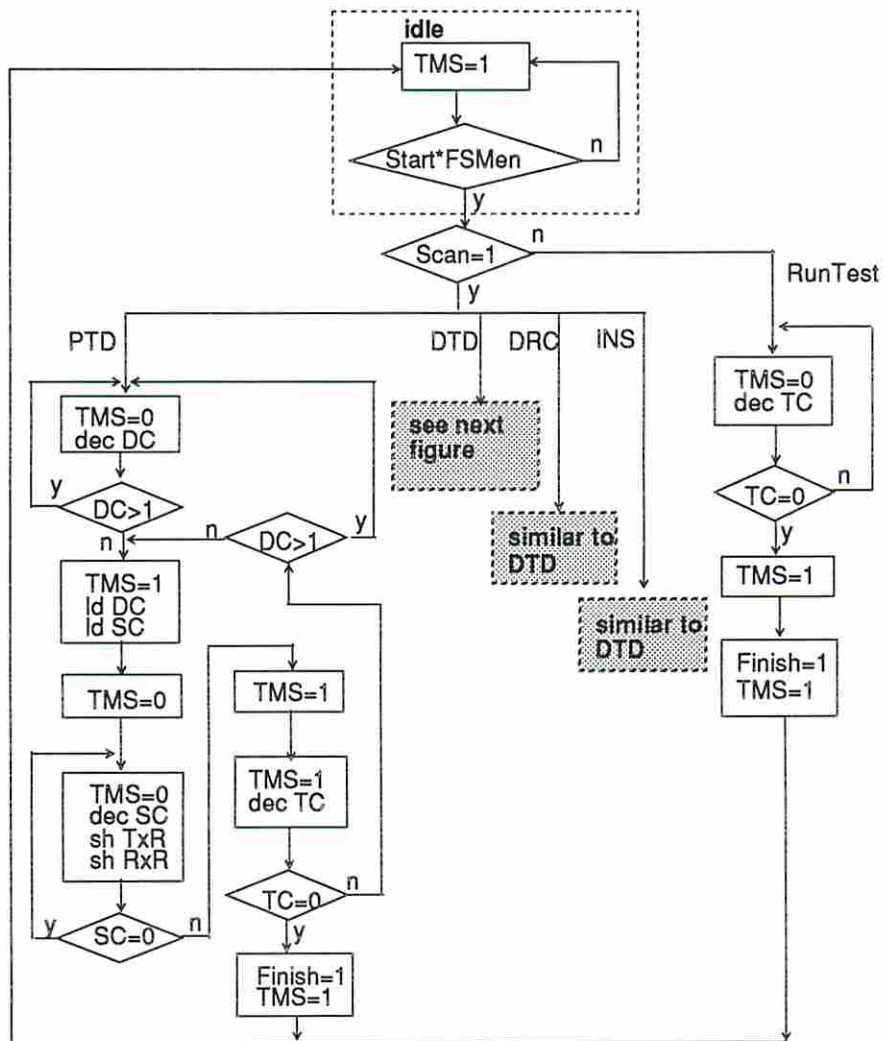 idle
TMS=1
Start*FSMen
n
y
Scan=1
n
y
RunTest
PTD
DTD
DRC
INS
TMS=0
dec DC
y
DC>1
n
n
DC>1
y
see next
figure
TMS=0
dec TC
n
TC=0
y
similar to
DTD
TMS=1
ld DC
ld SC
TMS=1
similar to
DTD
Finish=1
TMS=1
TMS=0
TMS=1
TMS=0
dec SC
sh TxR
sh RxR
TMS=1
dec TC
y
SC=0
n
TC=0
n
y
Finish=1
TMS=1